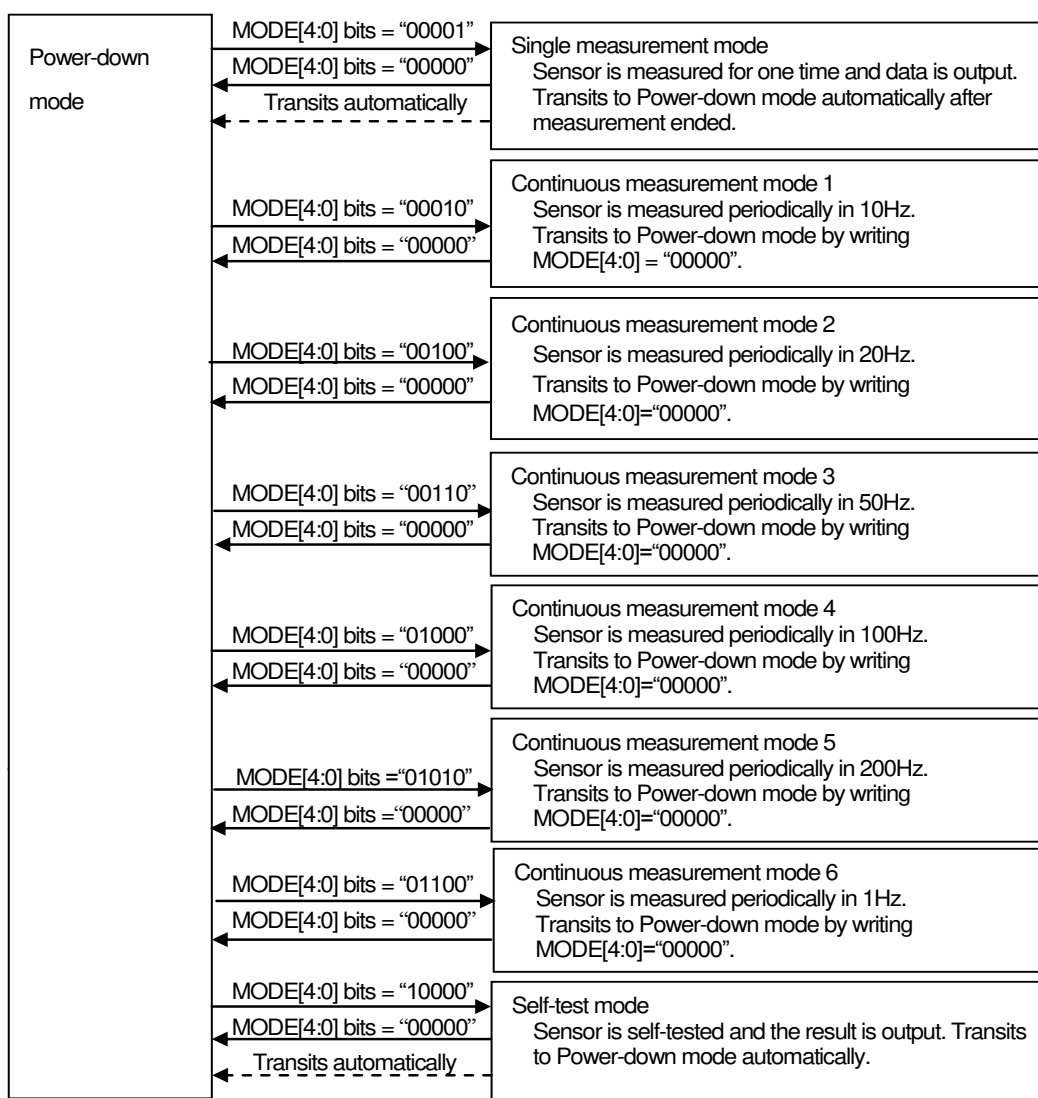 Power-down
mode
MODE[4:0] bits = “00001”
MODE[4:0] bits = “00000”
Transits automatically
Single measurement mode
Sensor is measured for one time and data is output.
Transits to Power-down mode automatically after
measurement ended.
MODE[4:0] bits = “00010”
MODE[4:0] bits = “00000”
Continuous measurement mode 1
Sensor is measured periodically in 10Hz.
Transits to Power-down mode by writing
MODE[4:0] = “00000”.
MODE[4:0] bits = “00100”
MODE[4:0] bits = “00000”
Continuous measurement mode 2
Sensor is measured periodically in 20Hz.
Transits to Power-down mode by writing
MODE[4:0]=“00000”.
MODE[4:0] bits = “00110”
MODE[4:0] bits = “00000”
Continuous measurement mode 3
Sensor is measured periodically in 50Hz.
Transits to Power-down mode by writing
MODE[4:0]=“00000”.
MODE[4:0] bits = “01000”
MODE[4:0] bits = “00000”
Continuous measurement mode 4
Sensor is measured periodically in 100Hz.
Transits to Power-down mode by writing
MODE[4:0]=“00000”.
MODE[4:0] bits =“01010”
MODE[4:0] bits =“00000”
Continuous measurement mode 5
Sensor is measured periodically in 200Hz.
Transits to Power-down mode by writing
MODE[4:0]=“00000”.
MODE[4:0] bits = “01100”
MODE[4:0] bits = “00000”
Continuous measurement mode 6
Sensor is measured periodically in 1Hz.
Transits to Power-down mode by writing
MODE[4:0]=“00000”.
MODE[4:0] bits = “10000”
MODE[4:0] bits = “00000”
Transits automatically
Self-test mode
Sensor is self-tested and the result is output. Transits
to Power-down mode automatically.